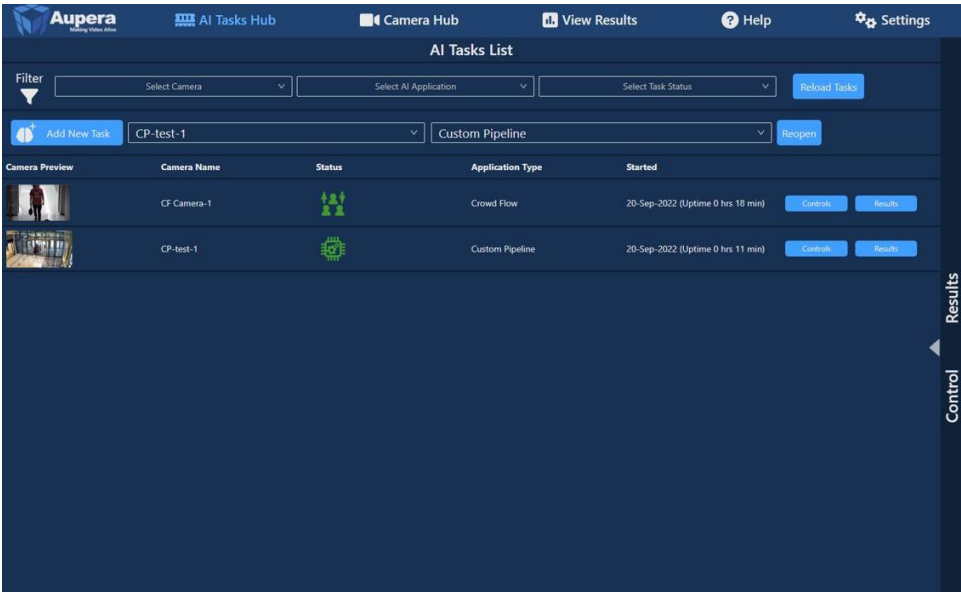 Aupera
Making Video Alive
AI Tasks Hub
Camera Hub
View Results
Help
Settings
AI Tasks List
Filter
Select Camera
Select AI Application
Select Task Status
Reload Tasks
Add New Task
CP-test-1
Custom Pipeline
Reopen
Camera Preview Camera Name Status Application Type Started
CF Camera-1 Crowd Flow 20-Sep-2022 (Uptime 0 hrs 18 min) Controls Results
CP-test-1 Custom Pipeline 20-Sep-2022 (Uptime 0 hrs 11 min) Controls Results
Results
Control